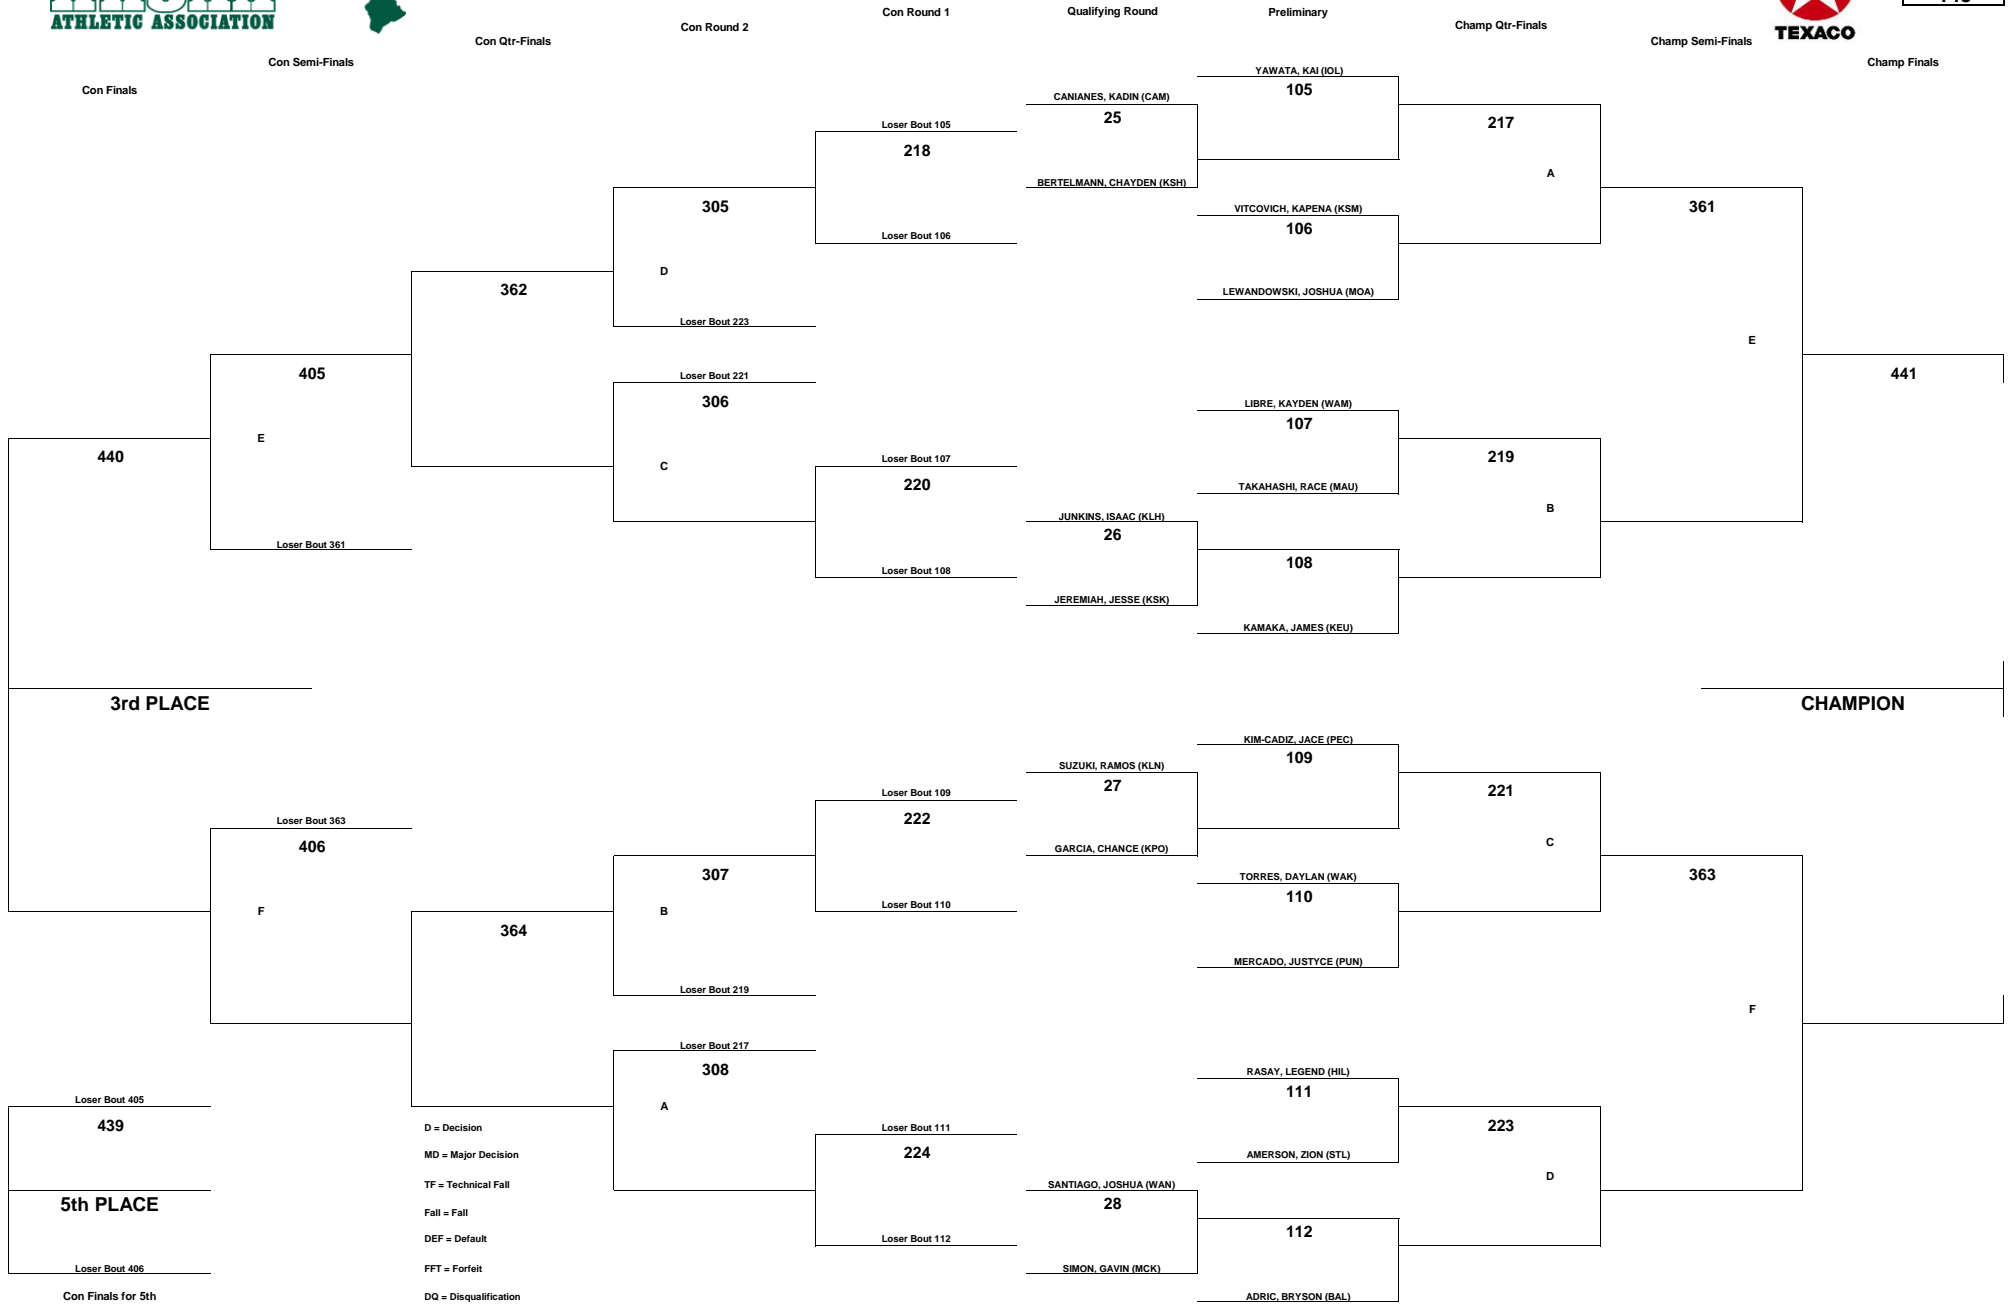 ATHLETIC ASSOCIATION
TEXACO
Con Finals
Con Semi-Finals
Con Qtr-Finals
Con Round 2
Con Round 1
Qualifying Round
Preliminary
Champ Qtr-Finals
Champ Semi-Finals
Champ Finals
YAWATA, KAI (IOL)
105
CANIANES, KADIN (CAM)
25
BERTELMANN, CHAYDEN (KSH)
217
A
Loser Bout 105
218
Loser Bout 106
VITCOVICH, KAPENA (KSM)
106
LEWANDOWSKI, JOSHUA (MOA)
305
D
Loser Bout 223
361
E
362
Loser Bout 221
306
C
405
E
Loser Bout 361
441
LIBRE, KAYDEN (WAM)
107
TAKAHASHI, RACE (MAU)
219
B
440
Loser Bout 107
220
Loser Bout 108
JUNKINS, ISAAC (KLH)
26
JEREMIAH, JESSE (KSK)
108
KAMAKA, JAMES (KEU)
3rd PLACE
CHAMPION
KIM-CADIZ, JACE (PEC)
109
SUZUKI, RAMOS (KLN)
27
GARCIA, CHANCE (KPO)
221
C
Loser Bout 109
222
Loser Bout 110
Loser Bout 363
406
F
307
B
Loser Bout 219
TORRES, DAYLAN (WAK)
110
MERCADO, JUSTYCE (PUN)
363
F
364
Loser Bout 217
308
A
RASAY, LEGEND (HIL)
111
AMERSON, ZION (STL)
223
D
Loser Bout 405
439
5th PLACE
Loser Bout 406
Con Finals for 5th
D = Decision
MD = Major Decision
TF = Technical Fall
Fall = Fall
DEF = Default
FFT = Forfeit
DQ = Disqualification
Loser Bout 111
224
Loser Bout 112
SANTIAGO, JOSHUA (WAN)
28
SIMON, GAVIN (MCK)
112
ADRIC, BRYSON (BAL)